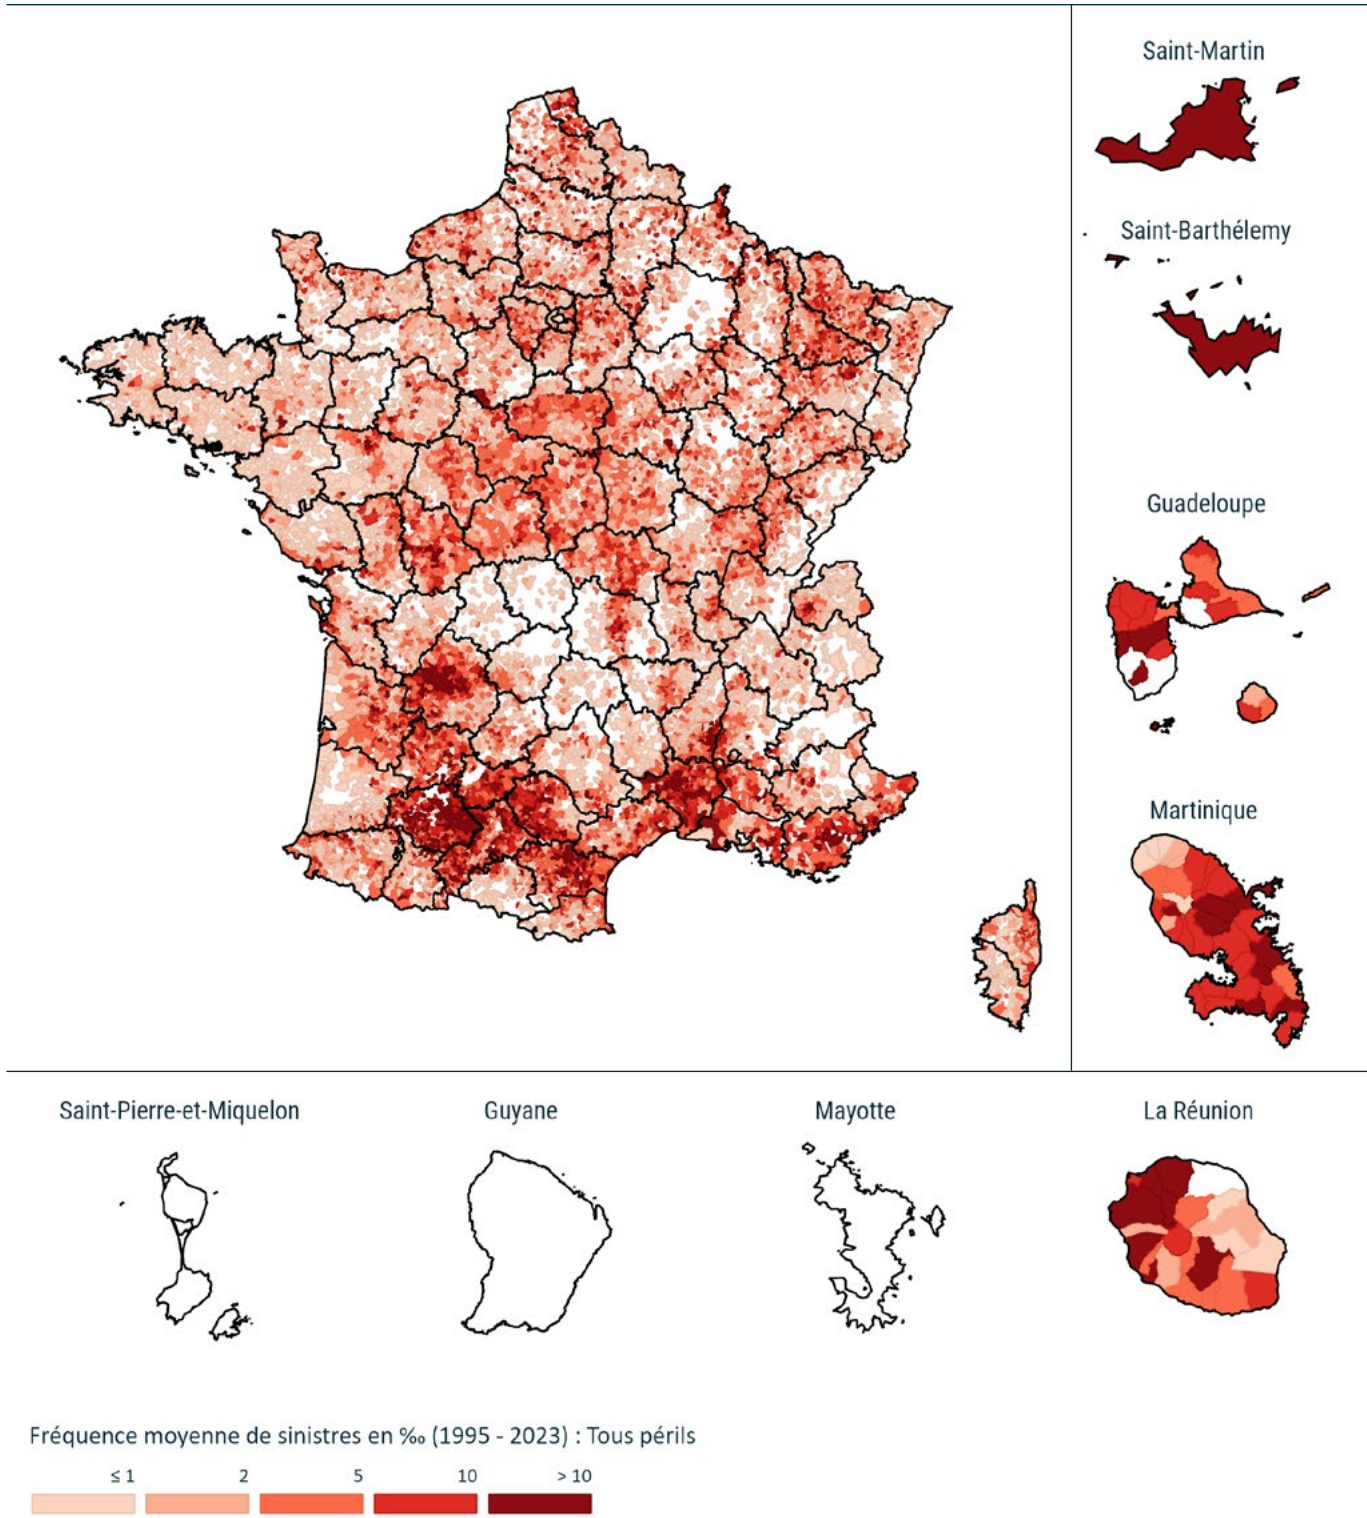 Saint-Martin
Saint-Barthélemy
Guadeloupe
Martinique
Saint-Pierre-et-Miquelon
Guyane
Mayotte
La Réunion
Fréquence moyenne de sinistres en ‰ (1995 - 2023) : Tous périls
≤ 1 2 5 10 > 10